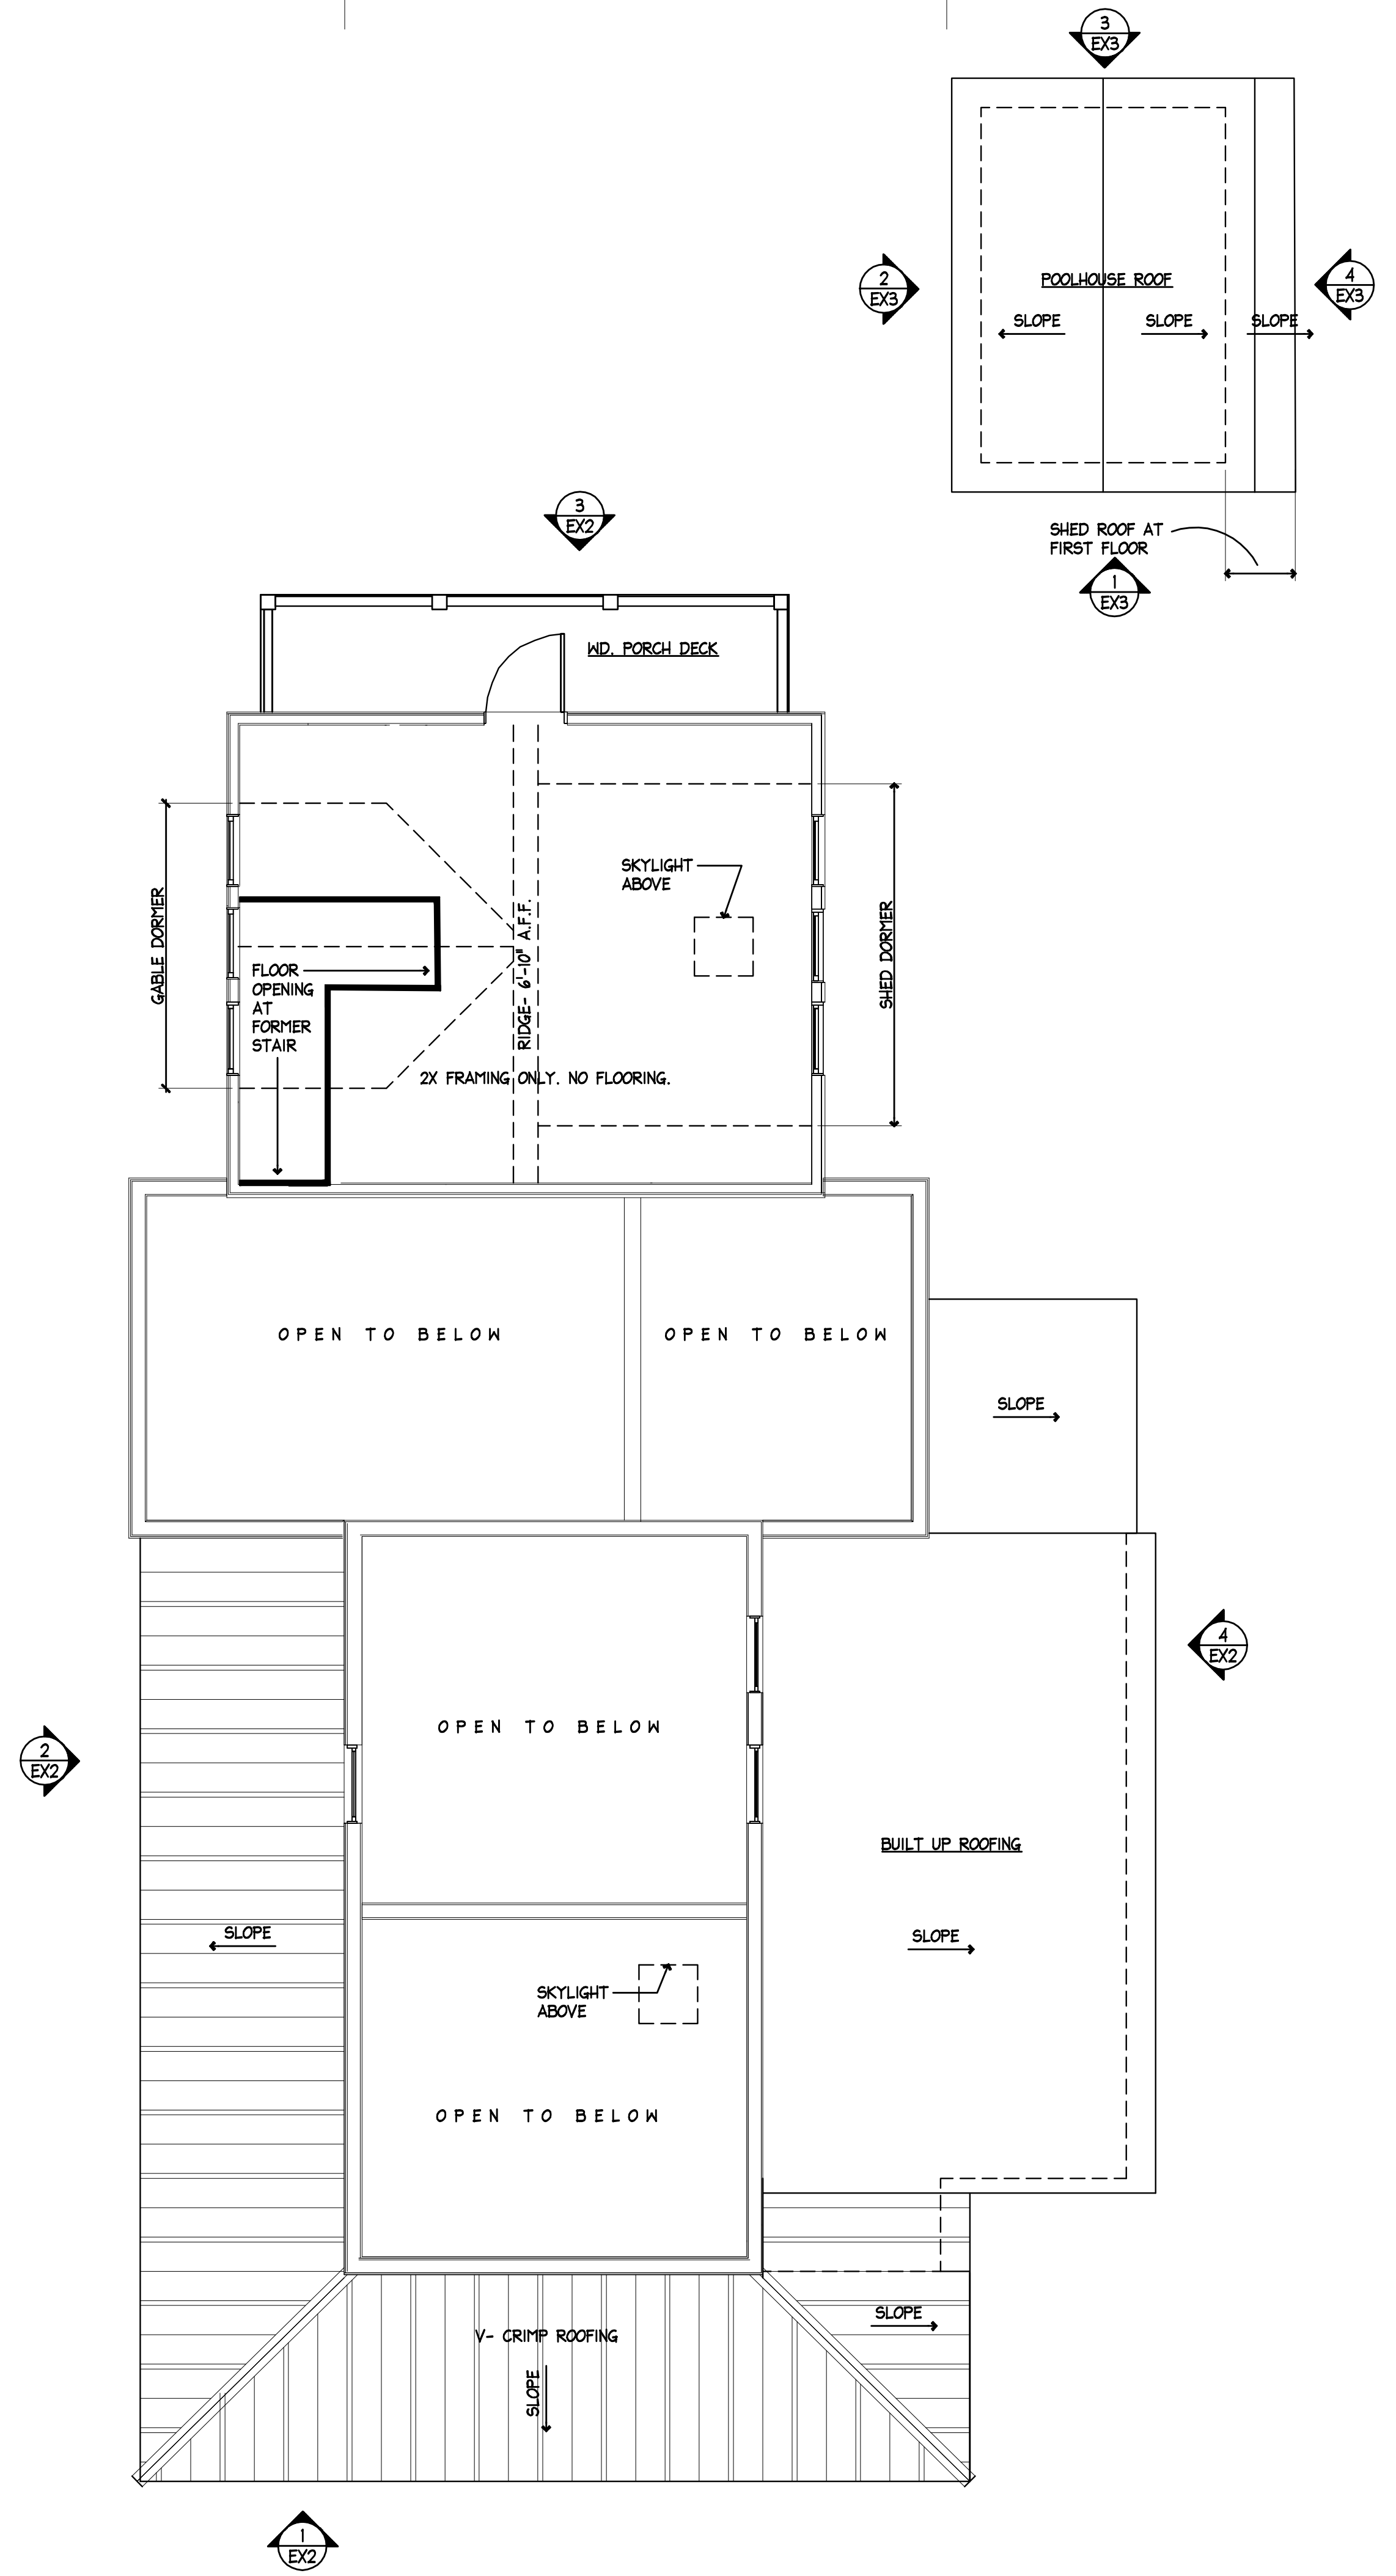 3
EX3
POOLHOUSE ROOF
2
EX3
4
EX3
SLOPE
SLOPE
SLOPE
SHED ROOF AT
FIRST FLOOR
1
EX3
3
EX2
WD. PORCH DECK
SKYLIGHT
ABOVE
GABLE DORMER
RIDGE- 6'-10" A.F.F.
SHED DORMER
FLOOR
OPENING
AT
FORMER
STAIR
2X FRAMING ONLY. NO FLOORING.
OPEN TO BELOW
OPEN TO BELOW
SLOPE
4
EX2
OPEN TO BELOW
2
EX2
BUILT UP ROOFING
SLOPE
SLOPE
SKYLIGHT
ABOVE
OPEN TO BELOW
SLOPE
V- CRIMP ROOFING
SLOPE
1
EX2